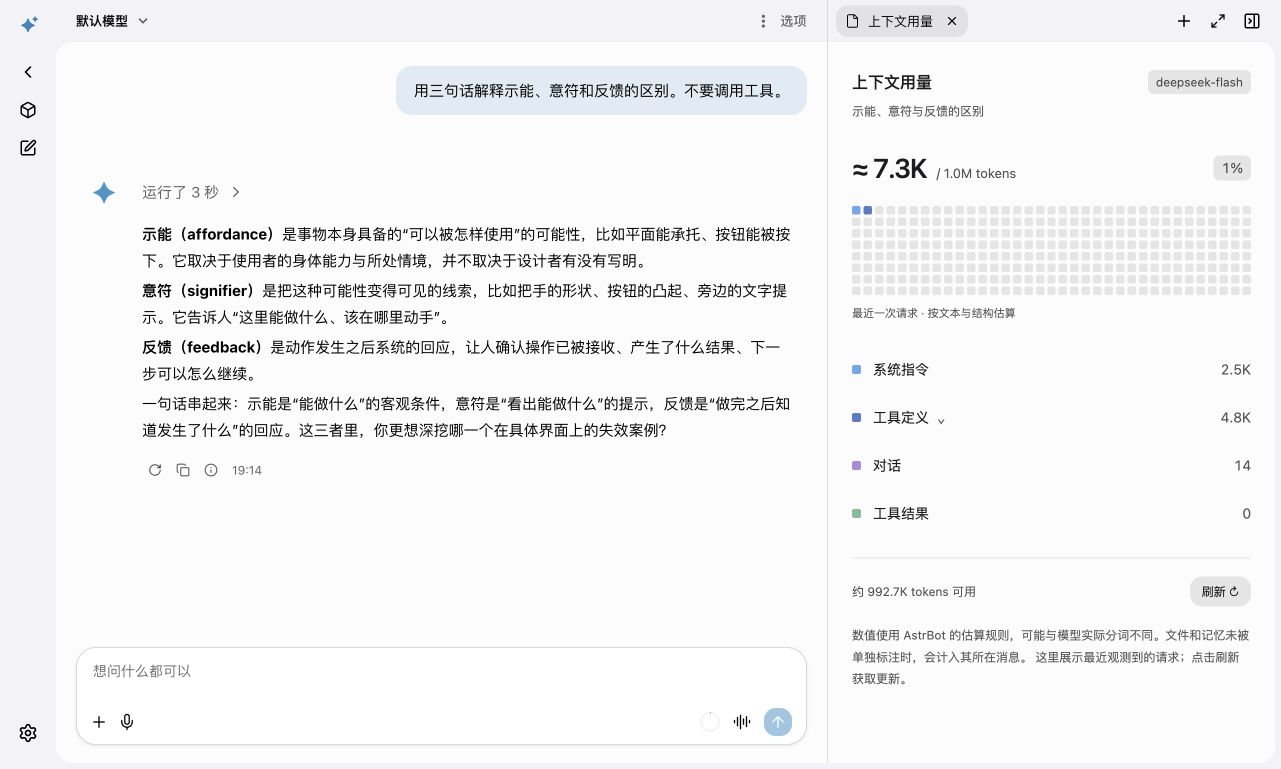 默认模型
选项
用三句话解释示能、意符和反馈的区别。不要调用工具。
运行了 3 秒
示能（affordance）是事物本身具备的“可以被怎样使用”的可能性，比如平面能承托、按钮能被按
下。它取决于使用者的身体能力与所处情境，并不取决于设计者有没有写明。
意符（signifier）是把这种可能性变得可见的线索，比如把手的形状、按钮的凸起、旁边的文字提
示。它告诉人“这里能做什么、该在哪里动手”。
反馈（feedback）是动作发生之后系统的回应，让人确认操作已被接收、产生了什么结果、下一
步可以怎么继续。
一句话串起来：示能是“能做什么”的客观条件，意符是“看出能做什么”的提示，反馈是“做完之后知
道发生了什么”的回应。这三者里，你更想深挖哪一个在具体界面上的失效案例?
19:14
想问什么都可以
上下文用量
上下文用量
deepseek-flash
示能、意符与反馈的区别
≈ 7.3K / 1.0M tokens
1%
最近一次请求 · 按文本与结构估算
系统指令 2.5K
工具定义 4.8K
对话 14
工具结果 0
约 992.7K tokens 可用
刷新
数值使用 AstrBot 的估算规则，可能与模型实际分词不同。文件和记忆未被
单独标注时，会计入其所在消息。 这里展示最近观测到的请求；点击刷新
获取更新。